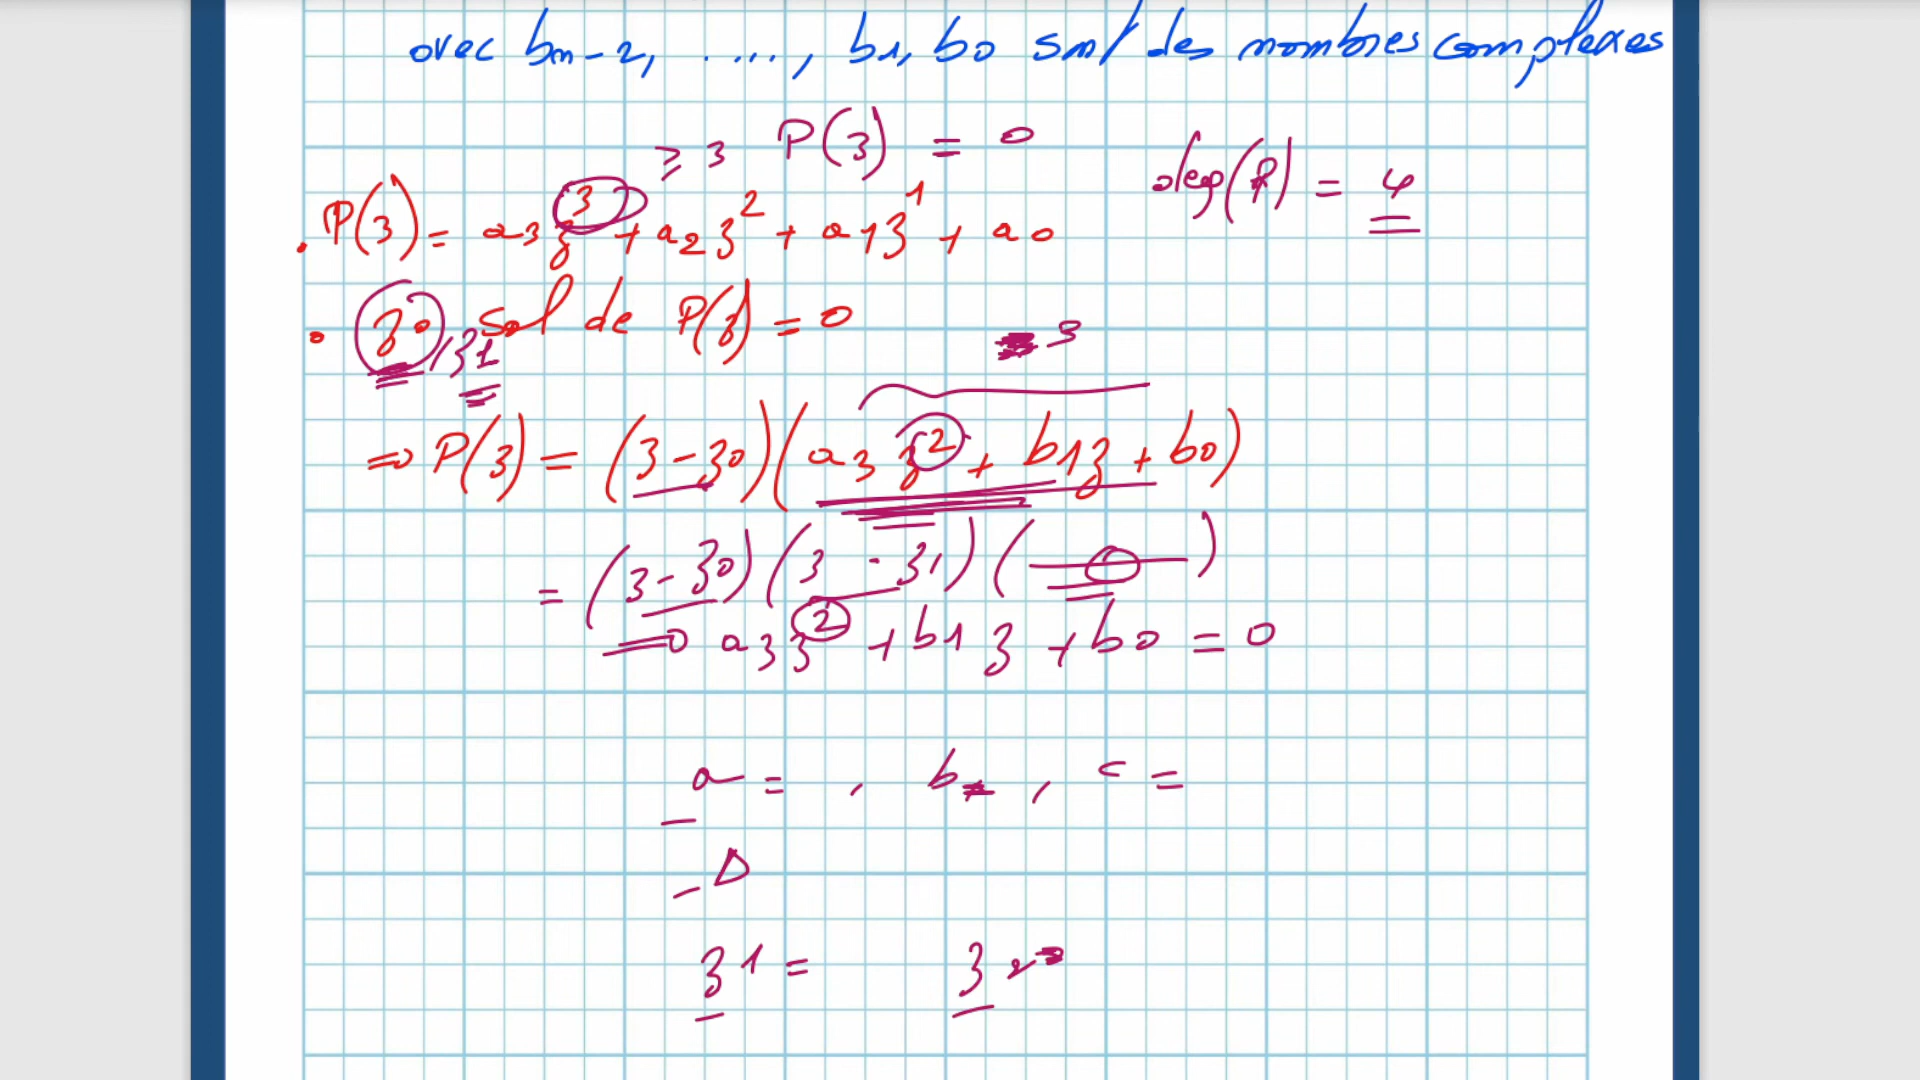 avec bn-2, ...., b1, b0 sont des nombres complexes
≥ 3 P(z) = 0
deg(P) = 4
. P(z) = a3 z³ + a2 z² + a1 z¹ + a0
. z0, z1 sol de P(z) = 0
3
=> P(z) = (z - z0)(a3 z² + b1 z + b0)
= (z - z0)(z - z1)( )
=> a3 z² + b1 z + b0 = 0
a = , b = , c =
- Δ
z1 = z2 =